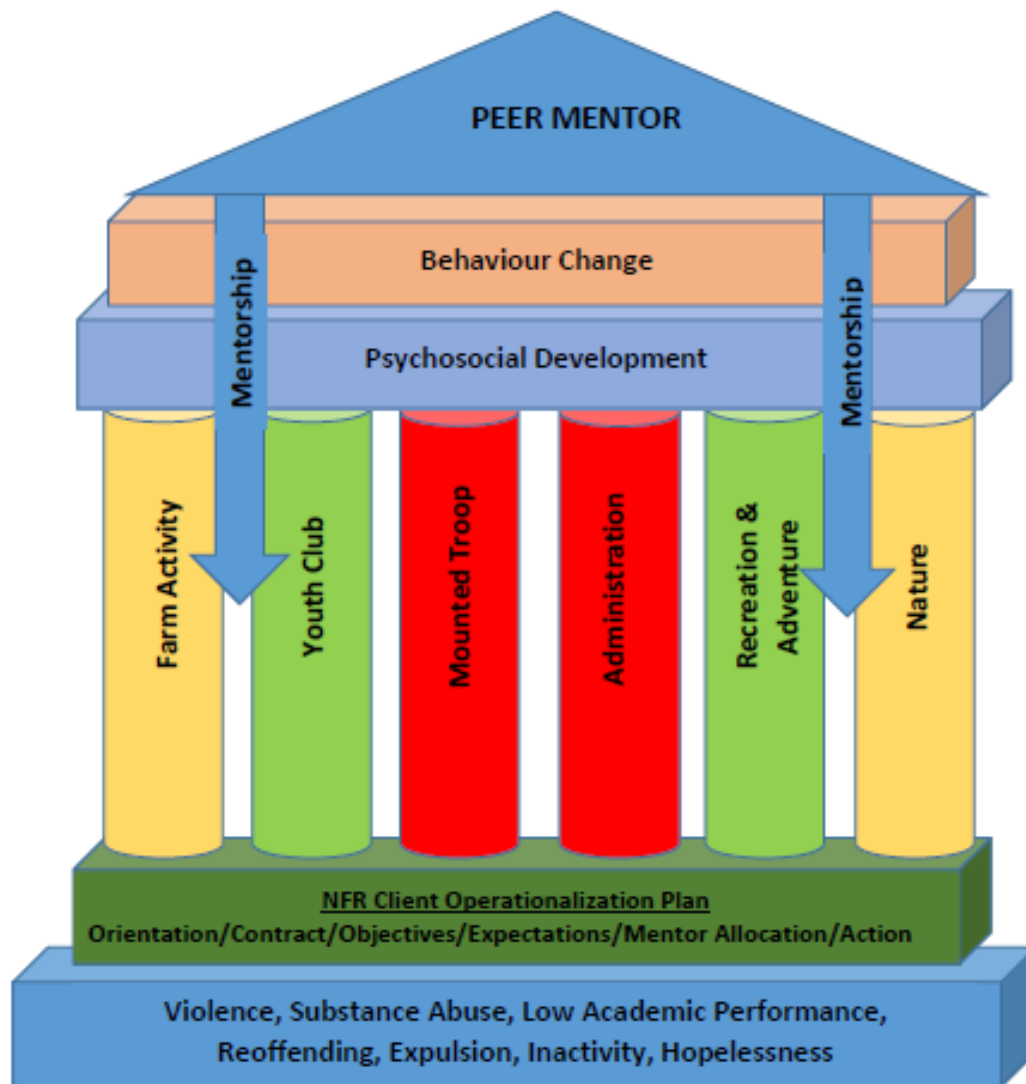 PEER MENTOR
Behaviour Change
Psychosocial Development
Mentorship
Mentorship
Farm Activity
Youth Club
Mounted Troop
Administration
Recreation &
Adventure
Nature
NFR Client Operationalization Plan
Orientation/Contract/Objectives/Expectations/Mentor Allocation/Action
Violence, Substance Abuse, Low Academic Performance,
Reoffending, Expulsion, Inactivity, Hopelessness